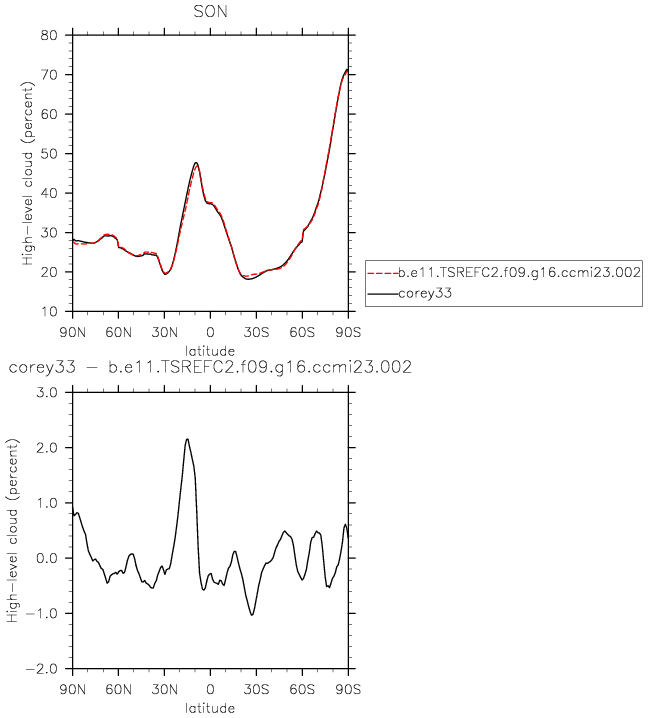 SON
80
70
60
50
40
30
20
10
High-level cloud (percent)
90N 60N 30N 0 30S 60S 90S
latitude
b.e11.TSREFC2.f09.g16.ccmi23.002
corey33
corey33 - b.e11.TSREFC2.f09.g16.ccmi23.002
3.0
2.0
1.0
0.0
-1.0
-2.0
High-level cloud (percent)
90N 60N 30N 0 30S 60S 90S
latitude